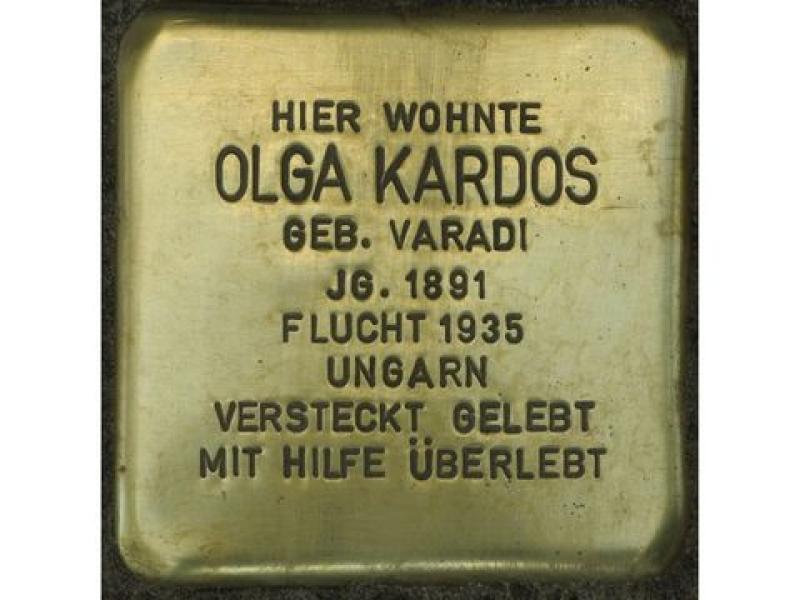 HIER WOHNTE
OLGA KARDOS
GEB. VARADI
JG. 1891
FLUCHT 1935
UNGARN
VERSTECKT GELEBT
MIT HILFE ÜBERLEBT